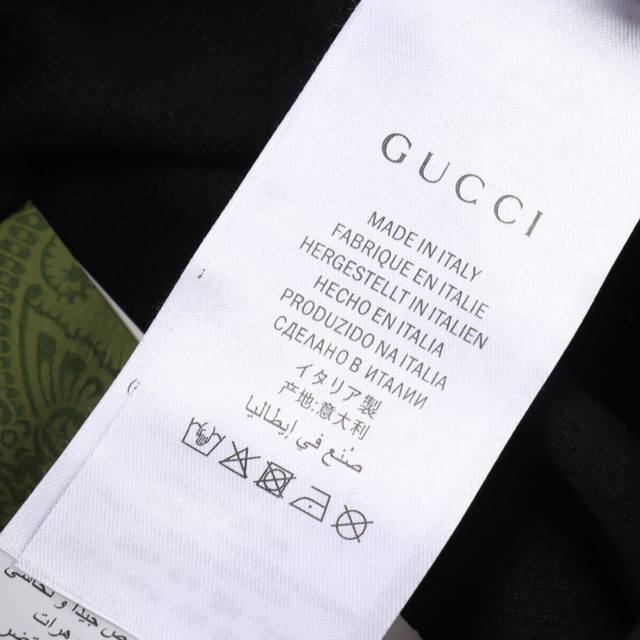 GUCCI
MADE IN ITALY
FABRIQUE EN ITALIE
HERGESTELLT IN ITALIEN
HECHO EN ITALIA
PRODUZIDO NA ITALIA
СДЕЛАНО В ИТАЛИИ
イタリア製
产地:意大利
صنع في إيطاليا